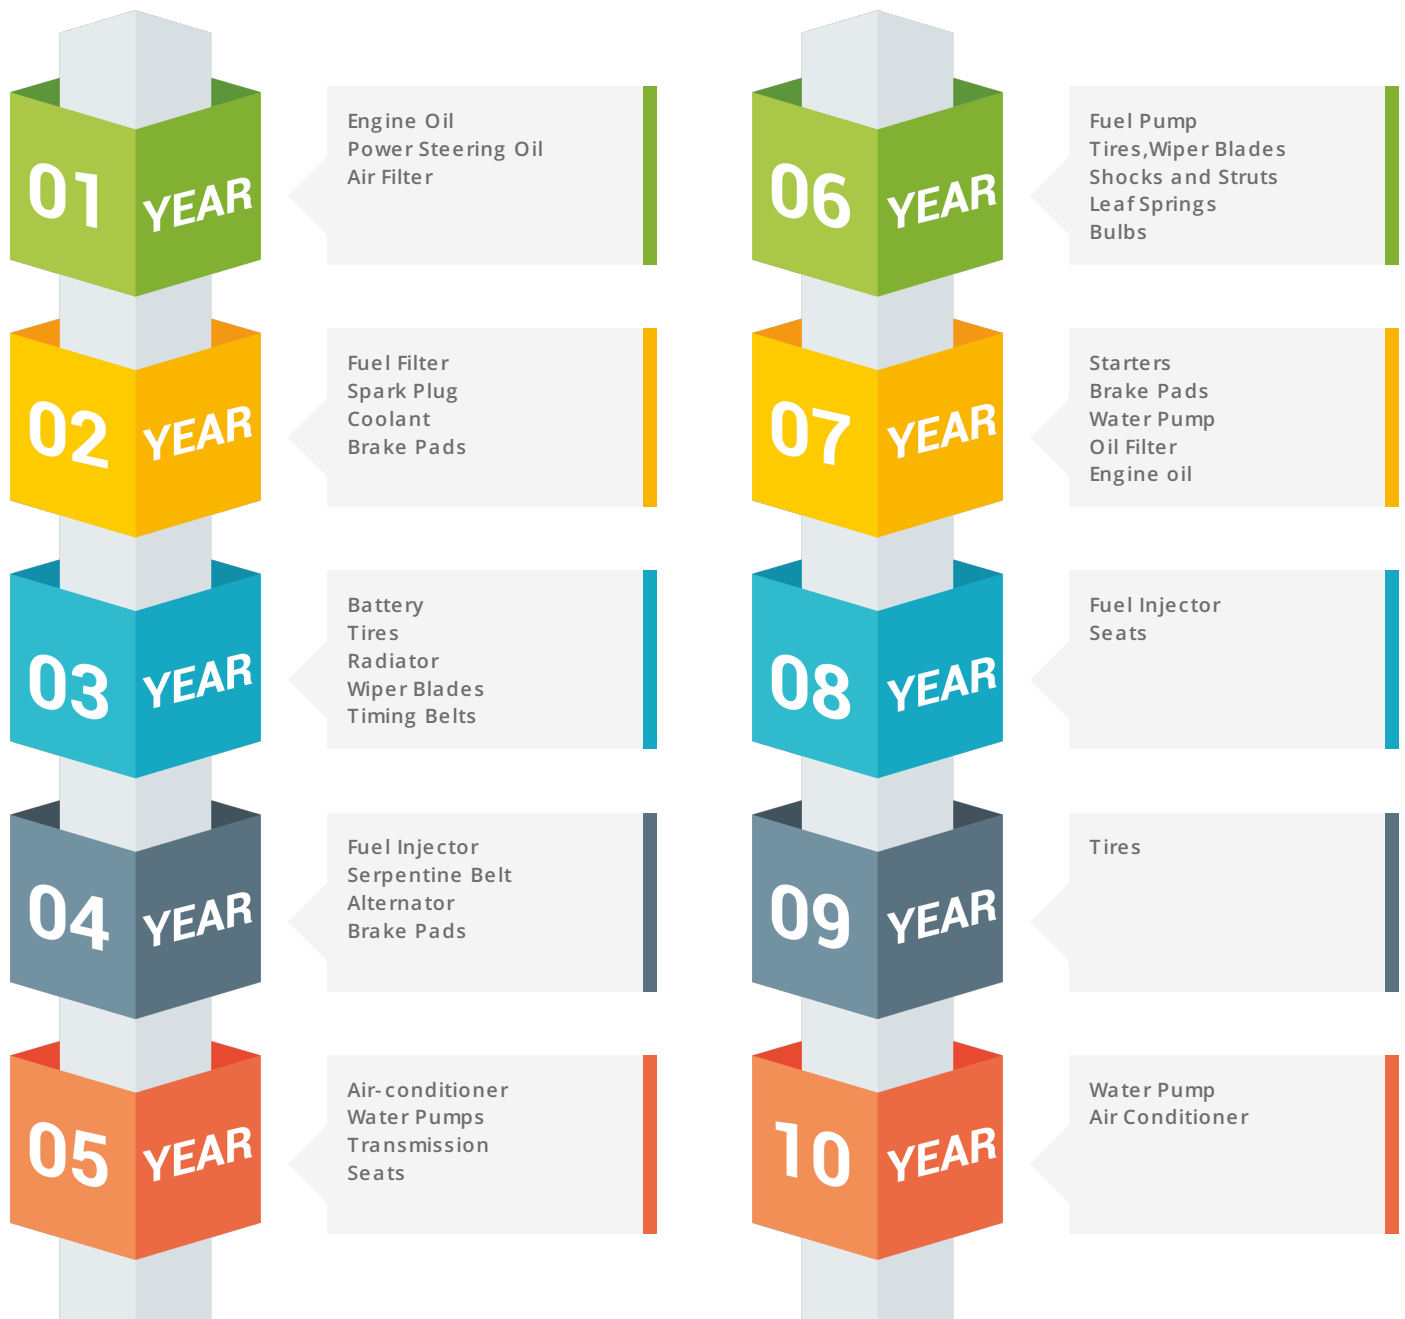 01 YEAR
Engine Oil
Power Steering Oil
Air Filter
02 YEAR
Fuel Filter
Spark Plug
Coolant
Brake Pads
03 YEAR
Battery
Tires
Radiator
Wiper Blades
Timing Belts
04 YEAR
Fuel Injector
Serpentine Belt
Alternator
Brake Pads
05 YEAR
Air-conditioner
Water Pumps
Transmission
Seats
06 YEAR
Fuel Pump
Tires,Wiper Blades
Shocks and Struts
Leaf Springs
Bulbs
07 YEAR
Starters
Brake Pads
Water Pump
Oil Filter
Engine oil
08 YEAR
Fuel Injector
Seats
09 YEAR
Tires
10 YEAR
Water Pump
Air Conditioner